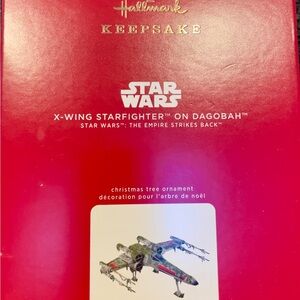 Hallmark
KEEPSAKE
STAR
WARS
X-WING STARFIGHTER™ ON DAGOBAH™
STAR WARS™: THE EMPIRE STRIKES BACK™
christmas tree ornament
décoration pour l'arbre de noël